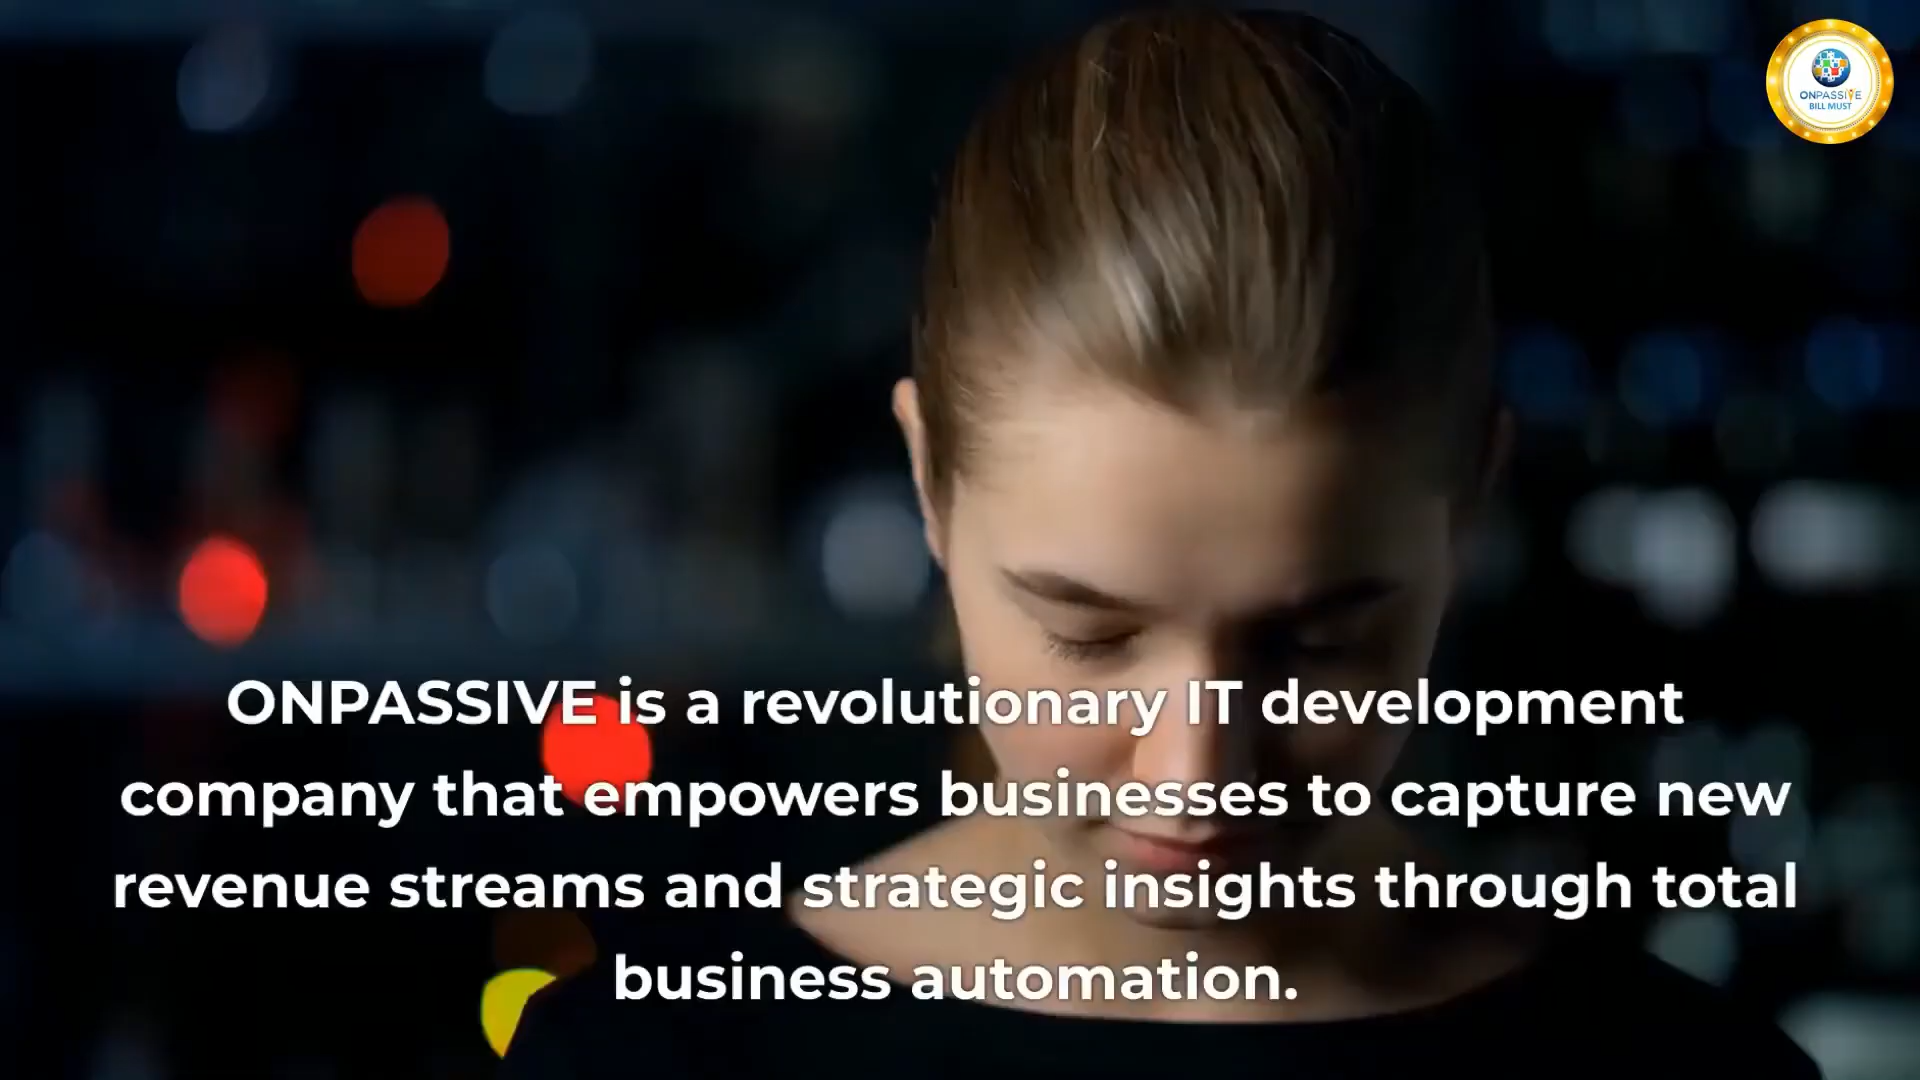 ONPASSIVE
BILL MUST
ONPASSIVE is a revolutionary IT development
company that empowers businesses to capture new
revenue streams and strategic insights through total
business automation.